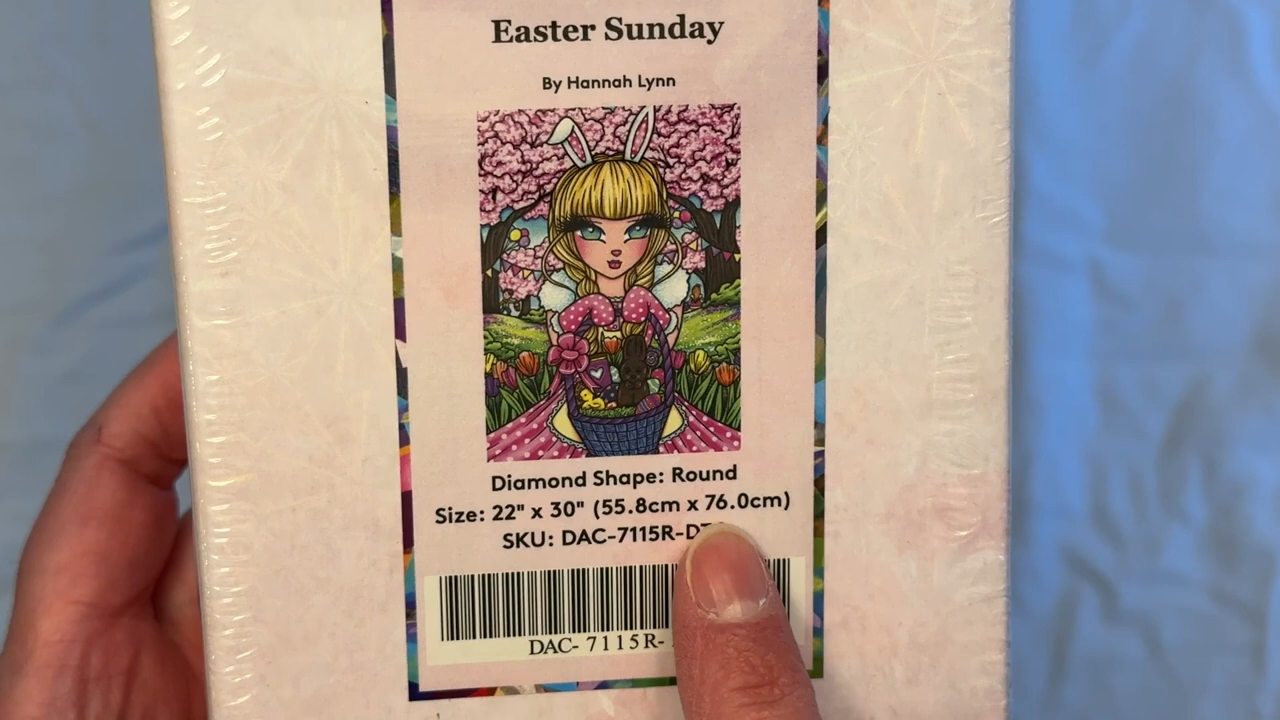 Easter Sunday
By Hannah Lynn
Diamond Shape: Round
Size: 22" x 30" (55.8cm x 76.0cm)
SKU: DAC-7115R-D
DAC- 7115R-